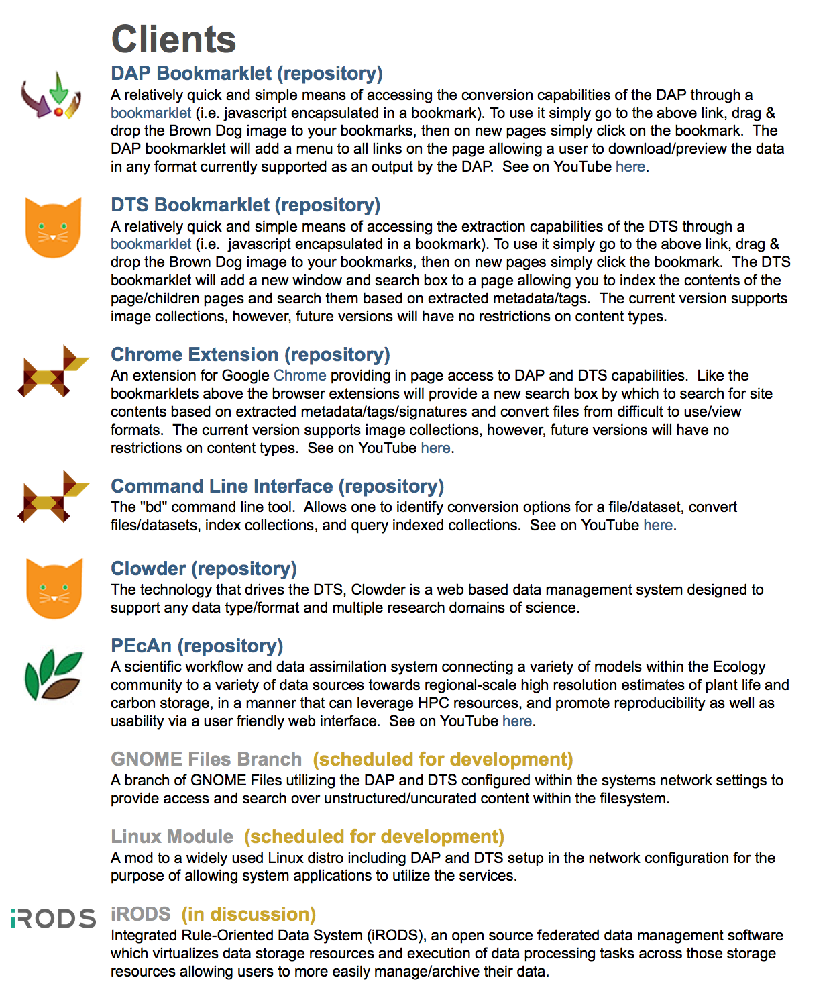 Clients
DAP Bookmarklet (repository)
A relatively quick and simple means of accessing the conversion capabilities of the DAP through a
bookmarklet (i.e. javascript encapsulated in a bookmark). To use it simply go to the above link, drag &
drop the Brown Dog image to your bookmarks, then on new pages simply click on the bookmark.  The
DAP bookmarklet will add a menu to all links on the page allowing a user to download/preview the data
in any format currently supported as an output by the DAP.  See on YouTube here.
DTS Bookmarklet (repository)
A relatively quick and simple means of accessing the extraction capabilities of the DTS through a
bookmarklet (i.e.  javascript encapsulated in a bookmark). To use it simply go to the above link, drag &
drop the Brown Dog image to your bookmarks, then on new pages simply click the bookmark.  The DTS
bookmarklet will add a new window and search box to a page allowing you to index the contents of the
page/children pages and search them based on extracted metadata/tags.  The current version supports
image collections, however, future versions will have no restrictions on content types.
Chrome Extension (repository)
An extension for Google Chrome providing in page access to DAP and DTS capabilities.  Like the
bookmarklets above the browser extensions will provide a new search box by which to search for site
contents based on extracted metadata/tags/signatures and convert files from difficult to use/view
formats.  The current version supports image collections, however, future versions will have no
restrictions on content types.  See on YouTube here.
Command Line Interface (repository)
The "bd" command line tool.  Allows one to identify conversion options for a file/dataset, convert
files/datasets, index collections, and query indexed collections.  See on YouTube here.
Clowder (repository)
The technology that drives the DTS, Clowder is a web based data management system designed to
support any data type/format and multiple research domains of science.
PEcAn (repository)
A scientific workflow and data assimilation system connecting a variety of models within the Ecology
community to a variety of data sources towards regional-scale high resolution estimates of plant life and
carbon storage, in a manner that can leverage HPC resources, and promote reproducibility as well as
usability via a user friendly web interface.  See on YouTube here.
GNOME Files Branch  (scheduled for development)
A branch of GNOME Files utilizing the DAP and DTS configured within the systems network settings to
provide access and search over unstructured/uncurated content within the filesystem.
Linux Module  (scheduled for development)
A mod to a widely used Linux distro including DAP and DTS setup in the network configuration for the
purpose of allowing system applications to utilize the services.
iRODS iRODS  (in discussion)
Integrated Rule-Oriented Data System (iRODS), an open source federated data management software
which virtualizes data storage resources and execution of data processing tasks across those storage
resources allowing users to more easily manage/archive their data.